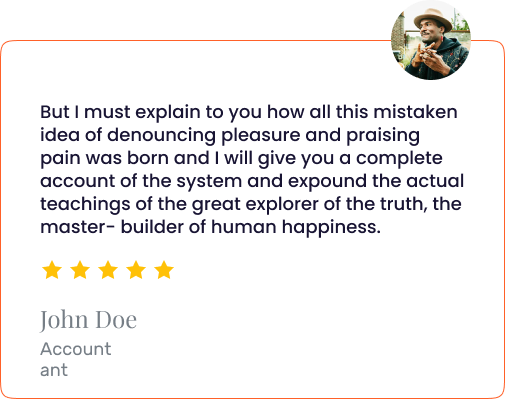 But I must explain to you how all this mistaken
idea of denouncing pleasure and praising
pain was born and I will give you a complete
account of the system and expound the actual
teachings of the great explorer of the truth, the
master- builder of human happiness.
John Doe
Account
ant